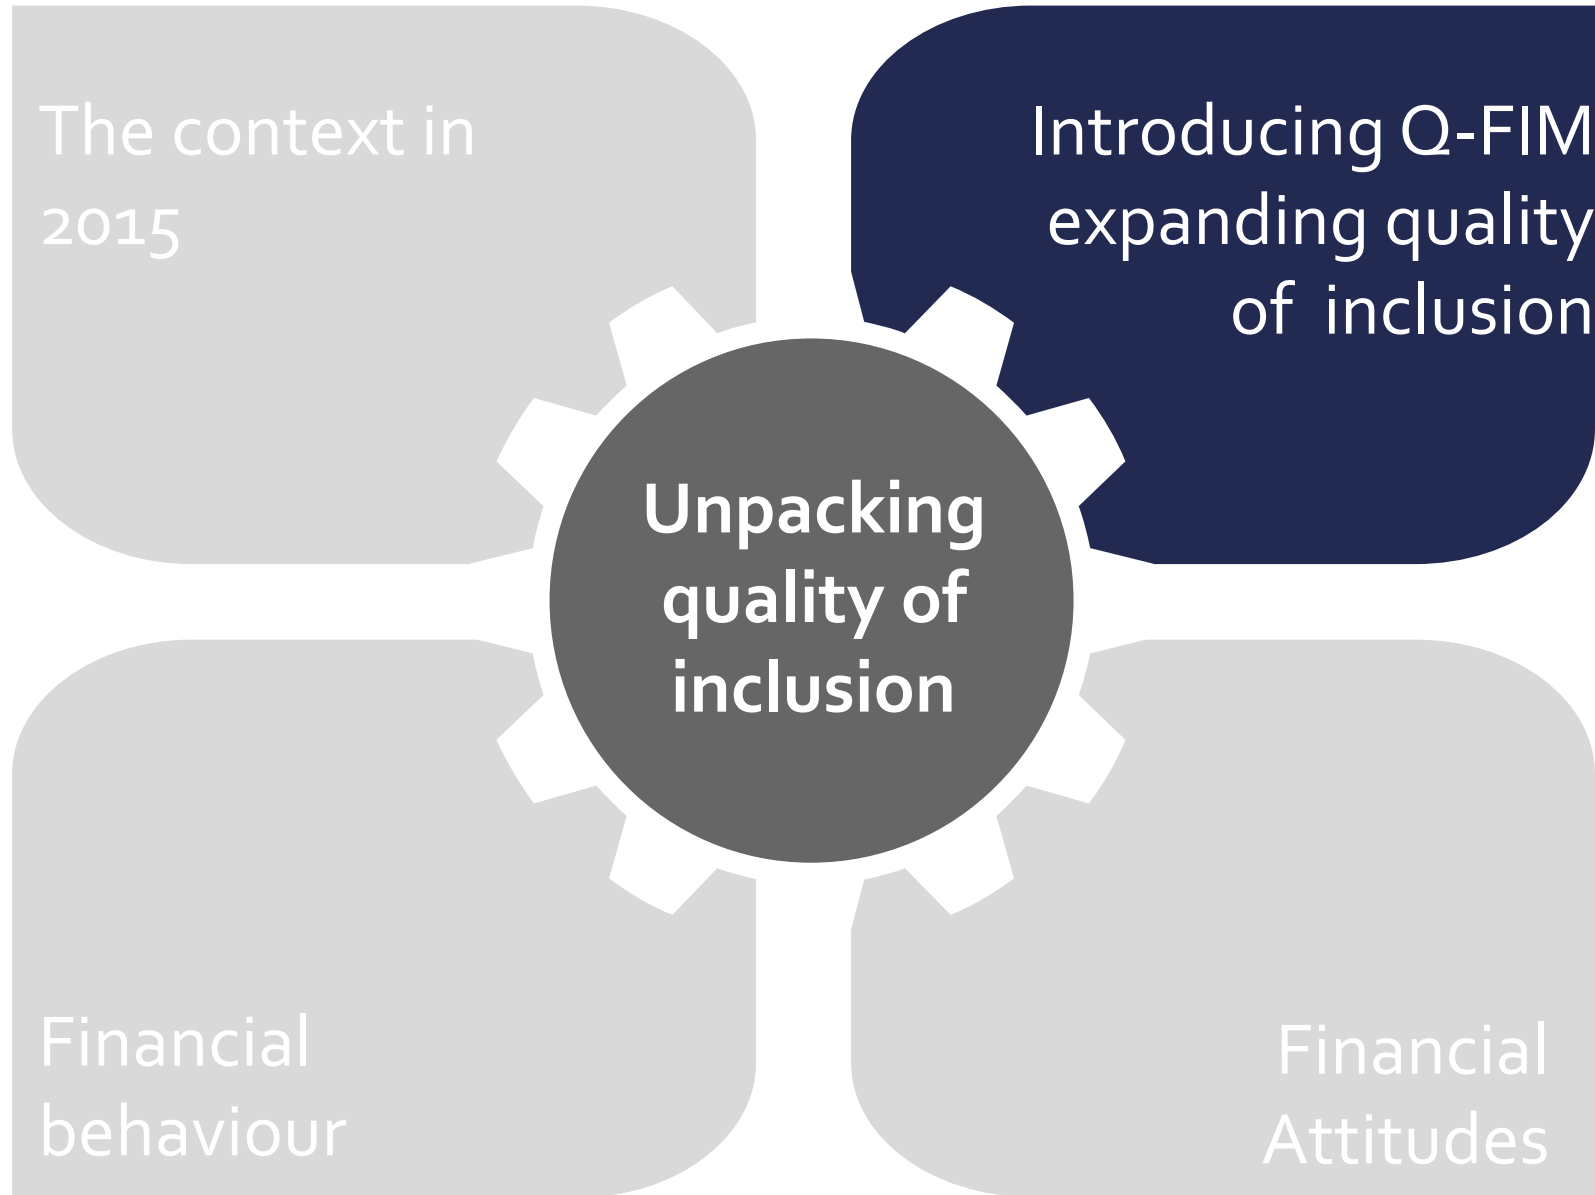 The context in
2015
Introducing Q-FIM
expanding quality
of inclusion
Unpacking
quality of
inclusion
Financial
behaviour
Financial
Attitudes